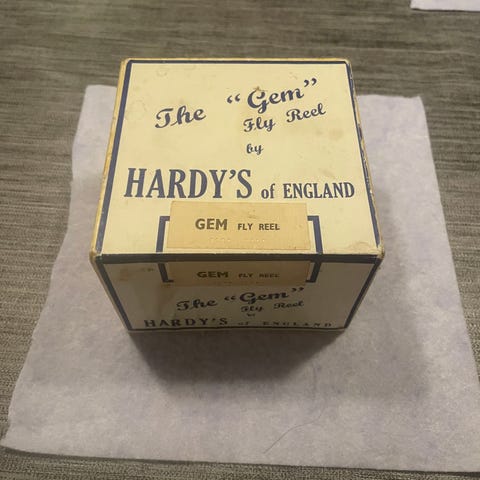 The “Gem”
Fly Reel
by
HARDY'S of ENGLAND
GEM FLY REEL
GEM FLY REEL
The “Gem”
Fly Reel
by
HARDY'S of ENGLAND